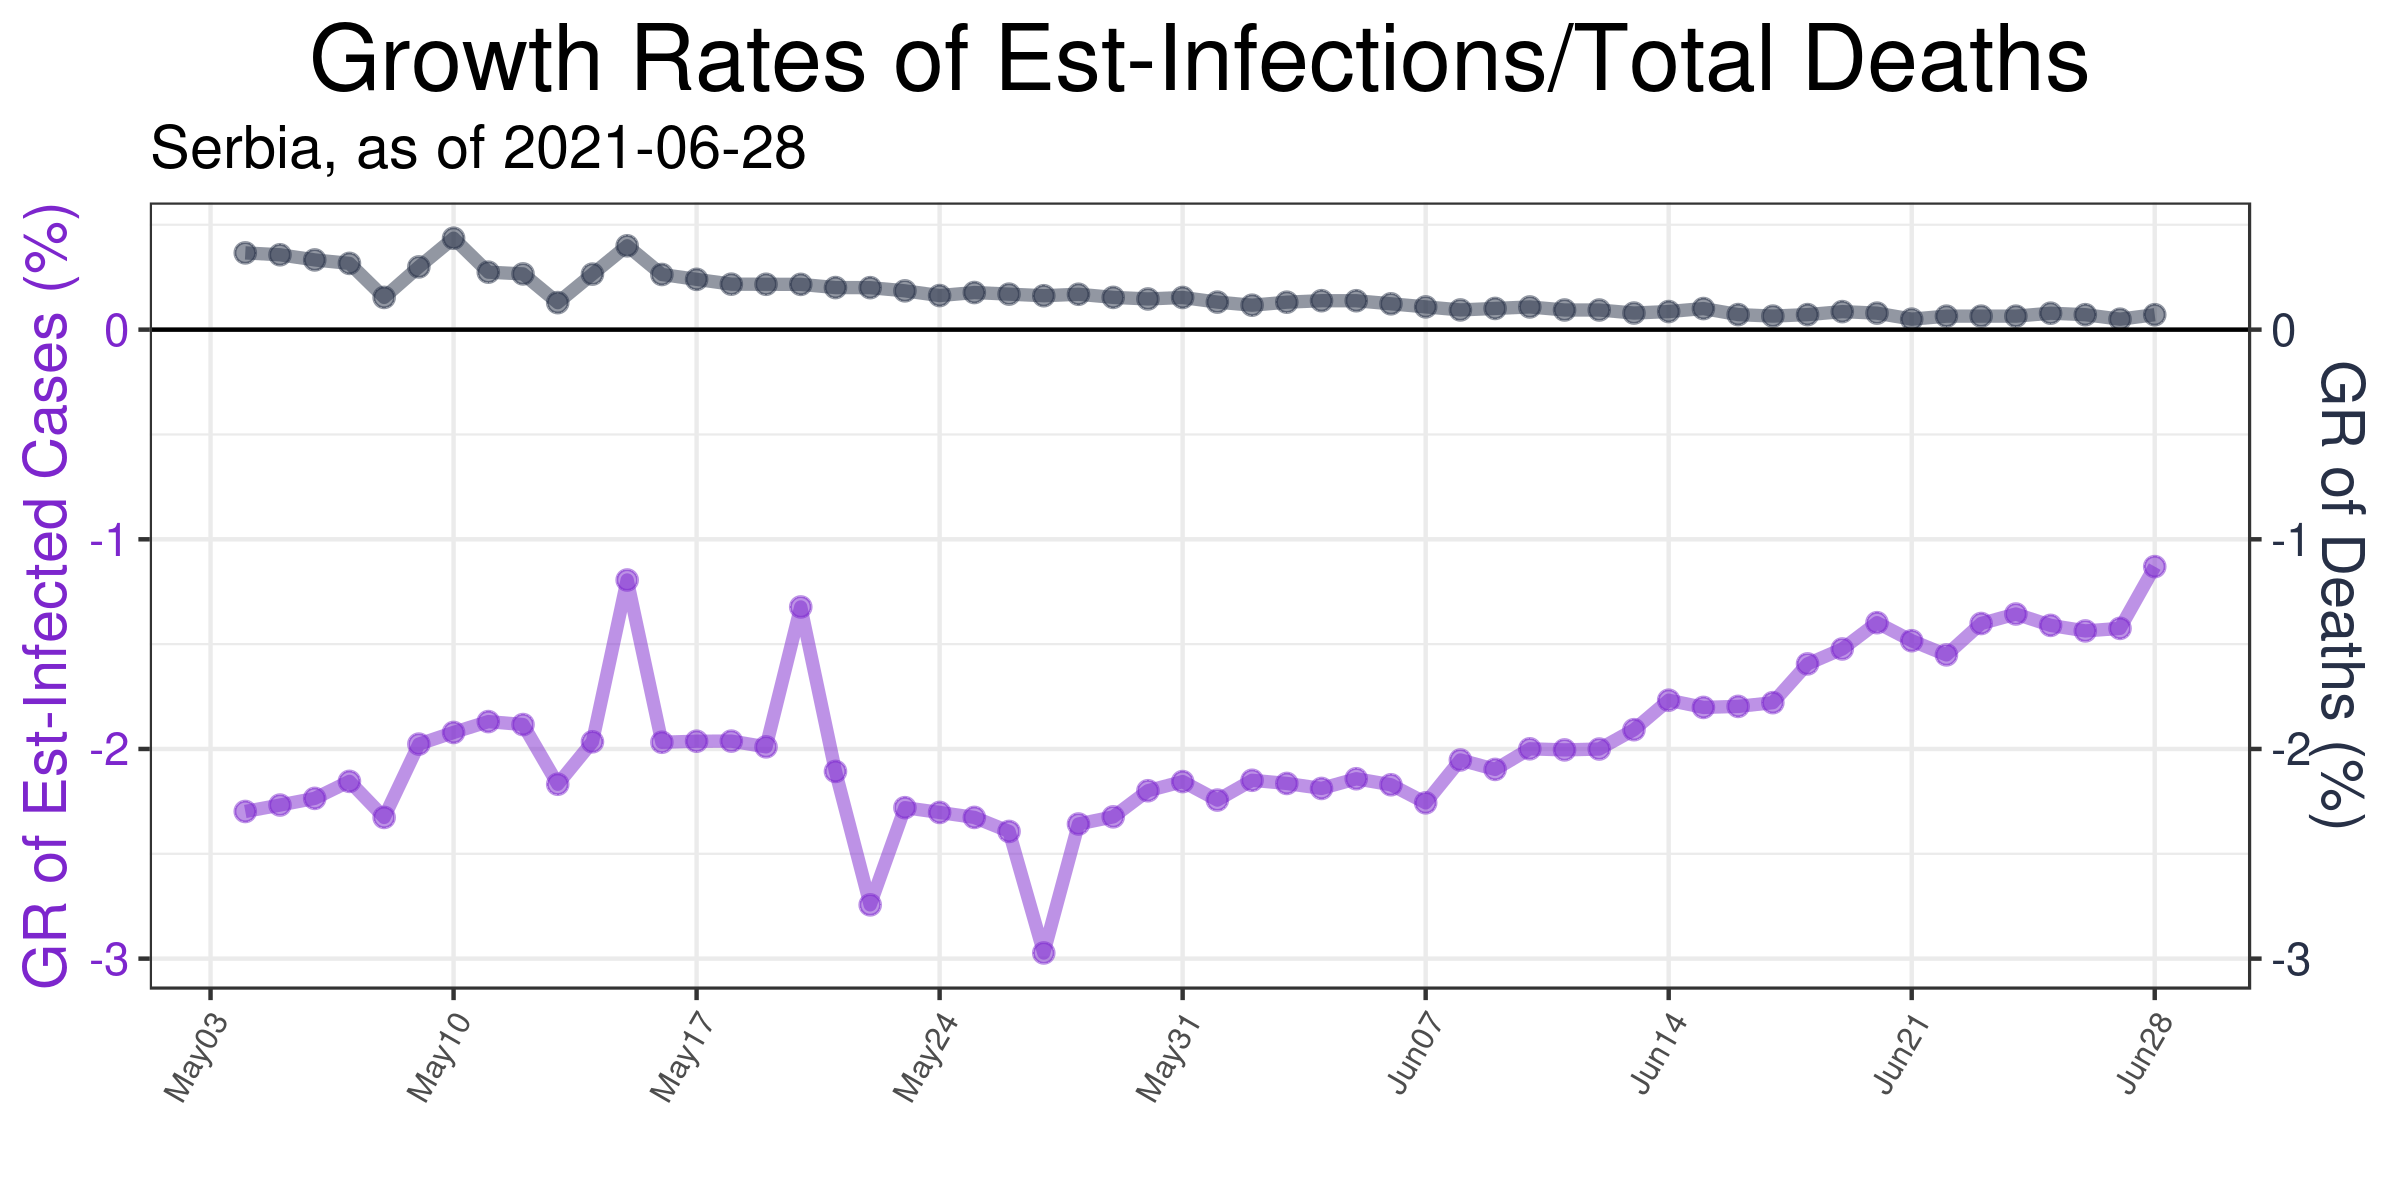 Growth Rates of Est-Infections/Total Deaths
Serbia, as of 2021-06-28
GR of Est-Infected Cases (%)
0
-1
-2
-3
0
-1
-2
-3
GR of Deaths (%)
May03
May10
May17
May24
May31
Jun07
Jun14
Jun21
Jun28